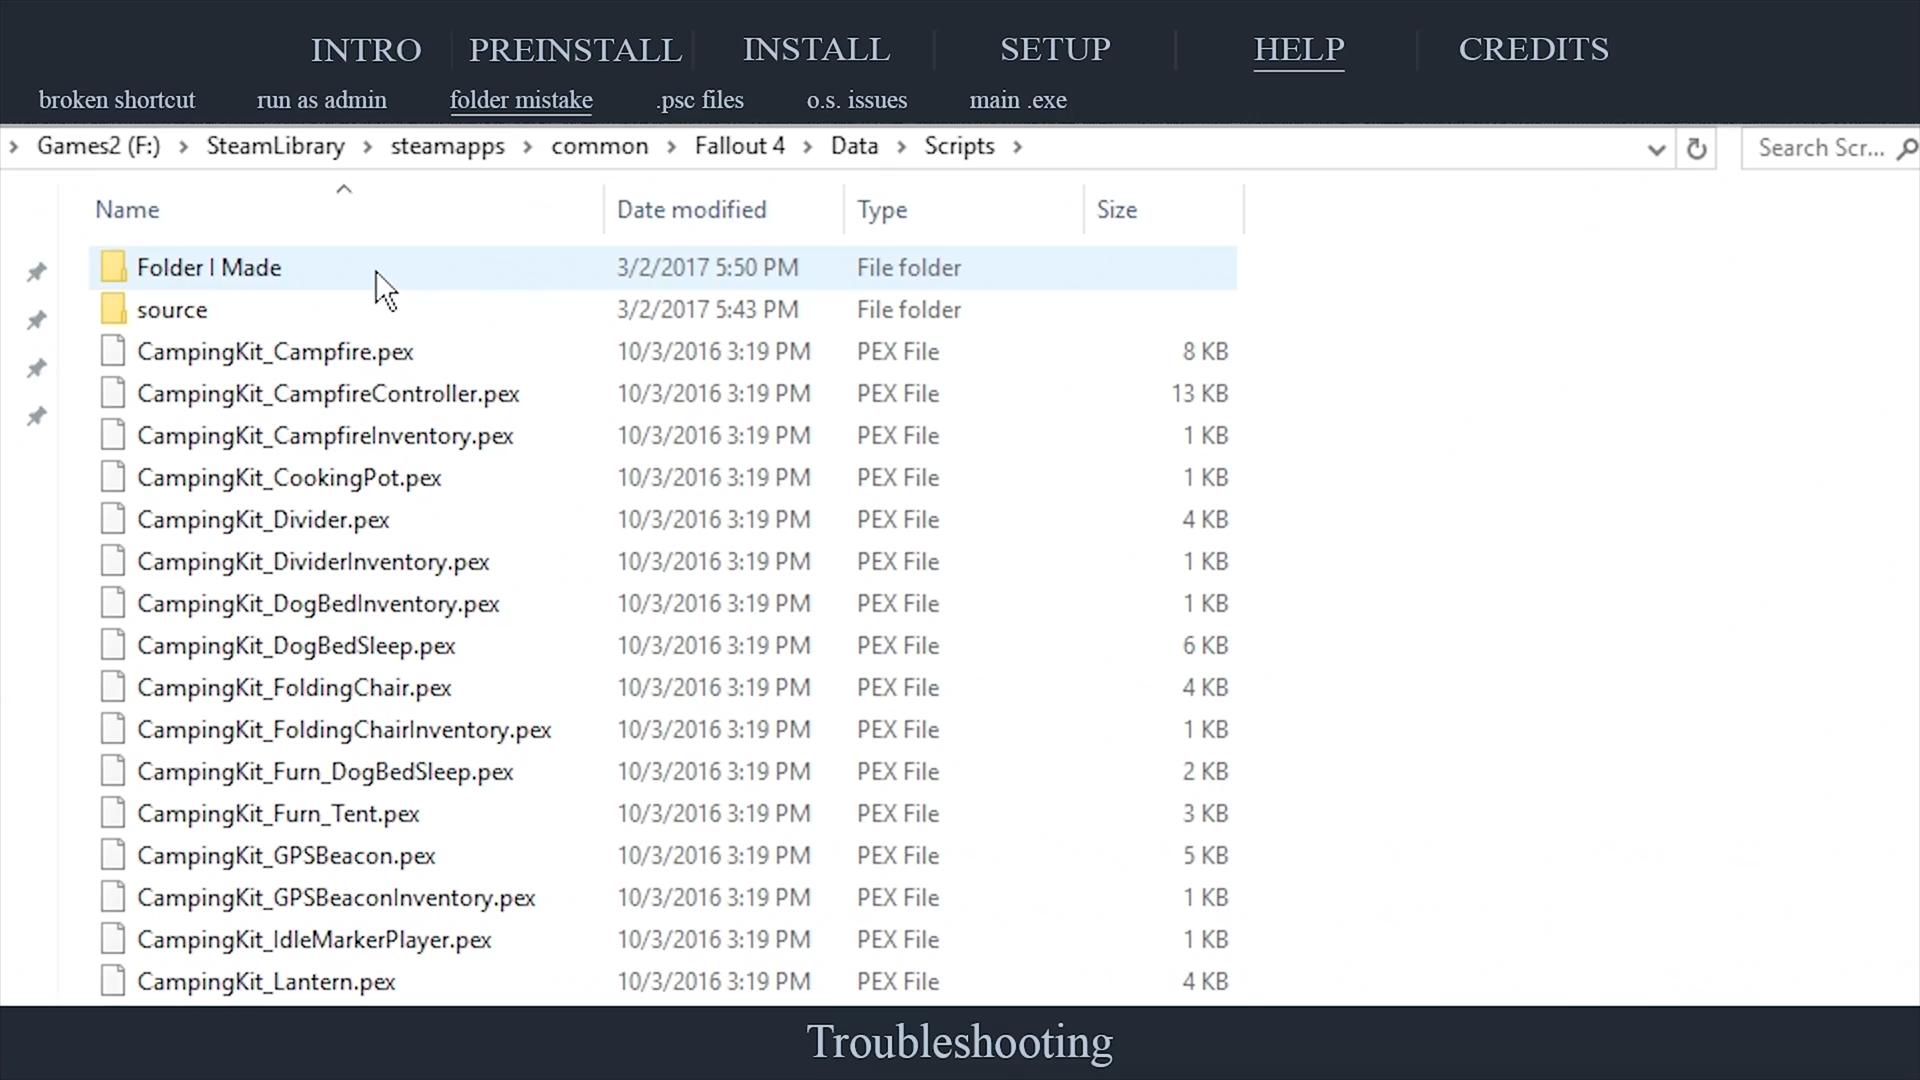 INTRO PREINSTALL INSTALL SETUP HELP CREDITS
broken shortcut run as admin folder mistake .psc files o.s. issues main .exe
Games2 (F:) SteamLibrary steamapps common Fallout 4 Data Scripts Search Scr...
Name Date modified Type Size
Folder I Made 3/2/2017 5:50 PM File folder
source 3/2/2017 5:43 PM File folder
CampingKit_Campfire.pex 10/3/2016 3:19 PM PEX File 8 KB
CampingKit_CampfireController.pex 10/3/2016 3:19 PM PEX File 13 KB
CampingKit_CampfireInventory.pex 10/3/2016 3:19 PM PEX File 1 KB
CampingKit_CookingPot.pex 10/3/2016 3:19 PM PEX File 1 KB
CampingKit_Divider.pex 10/3/2016 3:19 PM PEX File 4 KB
CampingKit_DividerInventory.pex 10/3/2016 3:19 PM PEX File 1 KB
CampingKit_DogBedInventory.pex 10/3/2016 3:19 PM PEX File 1 KB
CampingKit_DogBedSleep.pex 10/3/2016 3:19 PM PEX File 6 KB
CampingKit_FoldingChair.pex 10/3/2016 3:19 PM PEX File 4 KB
CampingKit_FoldingChairInventory.pex 10/3/2016 3:19 PM PEX File 1 KB
CampingKit_Furn_DogBedSleep.pex 10/3/2016 3:19 PM PEX File 2 KB
CampingKit_Furn_Tent.pex 10/3/2016 3:19 PM PEX File 3 KB
CampingKit_GPSBeacon.pex 10/3/2016 3:19 PM PEX File 5 KB
CampingKit_GPSBeaconInventory.pex 10/3/2016 3:19 PM PEX File 1 KB
CampingKit_IdleMarkerPlayer.pex 10/3/2016 3:19 PM PEX File 1 KB
CampingKit_Lantern.pex 10/3/2016 3:19 PM PEX File 4 KB
Troubleshooting